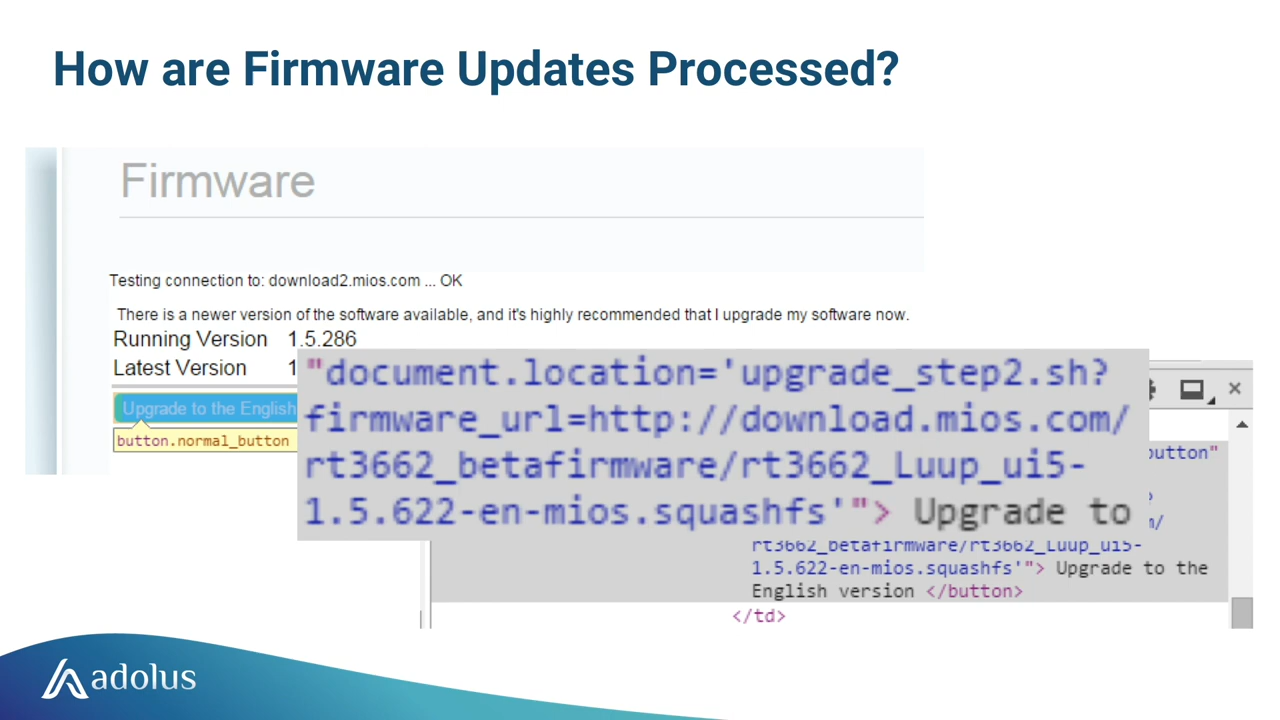 How are Firmware Updates Processed?
Firmware
Testing connection to: download2.mios.com ... OK
There is a newer version of the software available, and it's highly recommended that I upgrade my software now.
Running Version 1.5.286
Latest Version 1
Upgrade to the English
button.normal_button
"document.location='upgrade_step2.sh?
firmware_url=http://download.mios.com/
rt3662_betafirmware/rt3662_Luup_ui5-
1.5.622-en-mios.squashfs'"> Upgrade to
button"
m/
rt3662_betafirmware/rt3662_Luup_ui5-
1.5.622-en-mios.squashfs'"> Upgrade to the
English version </button>
</td>
adolus